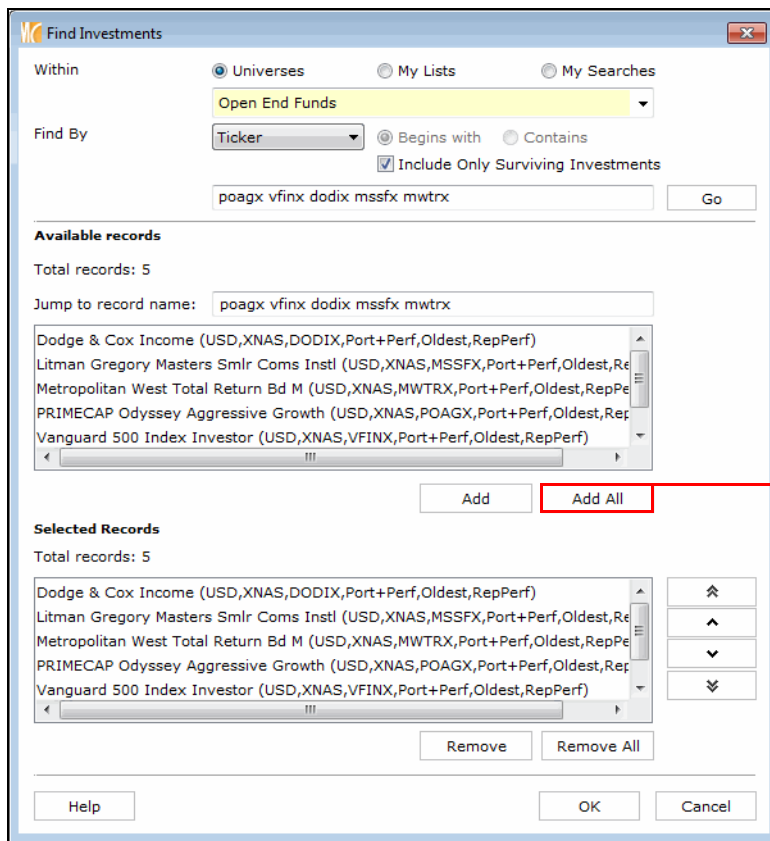 Find Investments
Within Universes My Lists My Searches
Open End Funds
Find By Ticker Begins with Contains
Include Only Surviving Investments
poagx vfinx dodix mssfx mwtrx Go
Available records
Total records: 5
Jump to record name: poagx vfinx dodix mssfx mwtrx
Dodge & Cox Income (USD,XNAS,DODIX,Port+Perf,Oldest,RepPerf)
Litman Gregory Masters Smlr Coms Instl (USD,XNAS,MSSFX,Port+Perf,Oldest,Re
Metropolitan West Total Return Bd M (USD,XNAS,MWTRX,Port+Perf,Oldest,RepPe
PRIMECAP Odyssey Aggressive Growth (USD,XNAS,POAGX,Port+Perf,Oldest,Rep
Vanguard 500 Index Investor (USD,XNAS,VFINX,Port+Perf,Oldest,RepPerf)
Add Add All
Selected Records
Total records: 5
Dodge & Cox Income (USD,XNAS,DODIX,Port+Perf,Oldest,RepPerf)
Litman Gregory Masters Smlr Coms Instl (USD,XNAS,MSSFX,Port+Perf,Oldest,Re
Metropolitan West Total Return Bd M (USD,XNAS,MWTRX,Port+Perf,Oldest,RepPe
PRIMECAP Odyssey Aggressive Growth (USD,XNAS,POAGX,Port+Perf,Oldest,Rep
Vanguard 500 Index Investor (USD,XNAS,VFINX,Port+Perf,Oldest,RepPerf)
Remove Remove All
Help OK Cancel